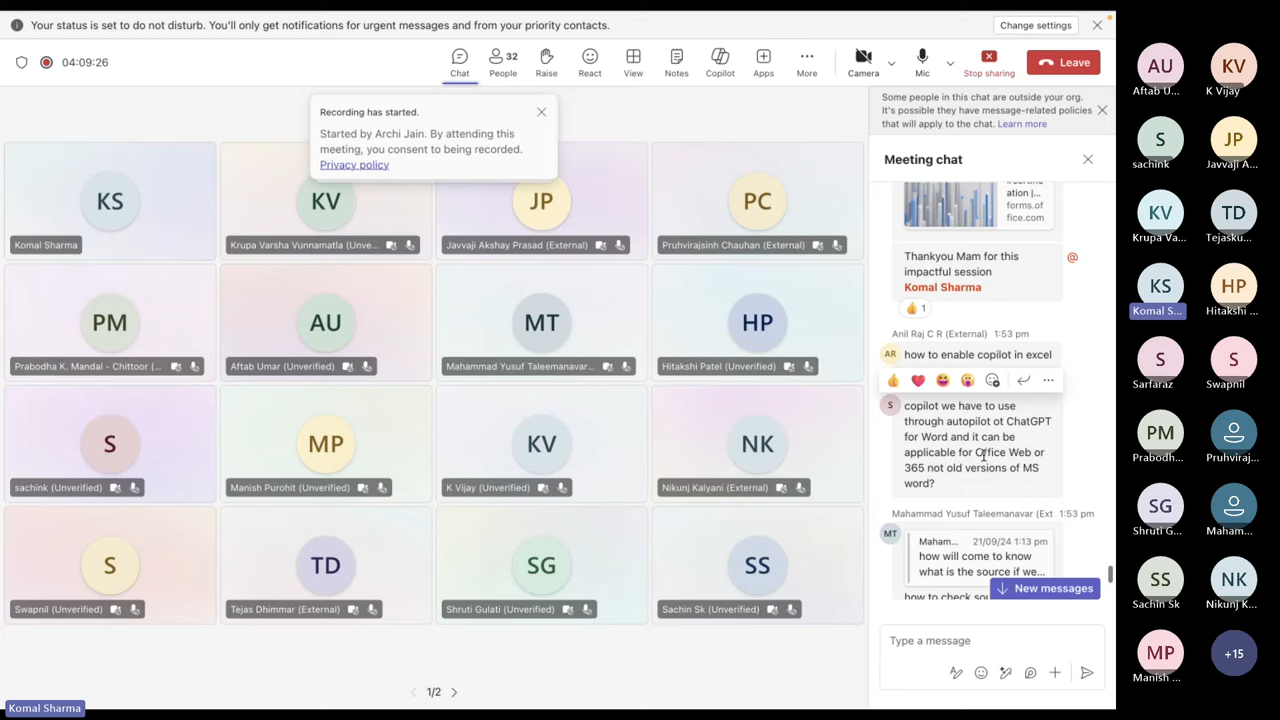 Your status is set to do not disturb. You'll only get notifications for urgent messages and from your priority contacts.
Change settings
04:09:26
Chat
32
People
Raise
React
View
Notes
Copilot
Apps
More
Camera
Mic
Stop sharing
Leave
Recording has started.
Started by Archi Jain. By attending this
meeting, you consent to being recorded.
Privacy policy
KS
Komal Sharma
KV
Krupa Varsha Vunnamatla (Unve...
JP
Javvaji Akshay Prasad (External)
PC
Pruhvirajsinh Chauhan (External)
PM
Prabodha K. Mandal - Chittoor (...
AU
Aftab Umar (Unverified)
MT
Mahammad Yusuf Taleemanavar...
HP
Hitakshi Patel (Unverified)
S
sachink (Unverified)
MP
Manish Purohit (Unverified)
KV
K Vijay (Unverified)
NK
Nikunj Kalyani (External)
S
Swapnil (Unverified)
TD
Tejas Dhimmar (External)
SG
Shruti Gulati (Unverified)
SS
Sachin Sk (Unverified)
1/2
Komal Sharma
Some people in this chat are outside your org.
It's possible they have message-related policies
that will apply to the chat. Learn more
Meeting chat
ation |...
forms.of
fice.com
Thankyou Mam for this
impactful session
Komal Sharma
@
1
Anil Raj C R (External) 1:53 pm
AR
how to enable copilot in excel
S
copilot we have to use
through autopilot ot ChatGPT
for Word and it can be
applicable for Office Web or
365 not old versions of MS
word?
Mahammad Yusuf Taleemanavar (Ext 1:53 pm
MT
Maham... 21/09/24 1:13 pm
how will come to know
what is the source if we...
how to check
New messages
Type a message
AU
Aftab U...
KV
K Vijay
S
sachink
JP
Javvaji A...
KV
Krupa Va...
TD
Tejasku...
KS
Komal S...
HP
Hitakshi ...
S
Sarfaraz
S
Swapnil
PM
Prabodh...
Pruhviraj...
SG
Shruti G...
Maham...
SS
Sachin Sk
NK
Nikunj K...
MP
Manish ...
+15